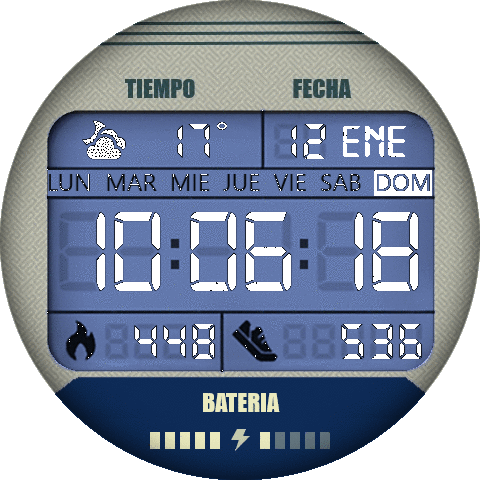 TIEMPO FECHA
17° 12 ENE
LUN MAR MIE JUE VIE SAB DOM
10:06:18
448 536
BATERIA